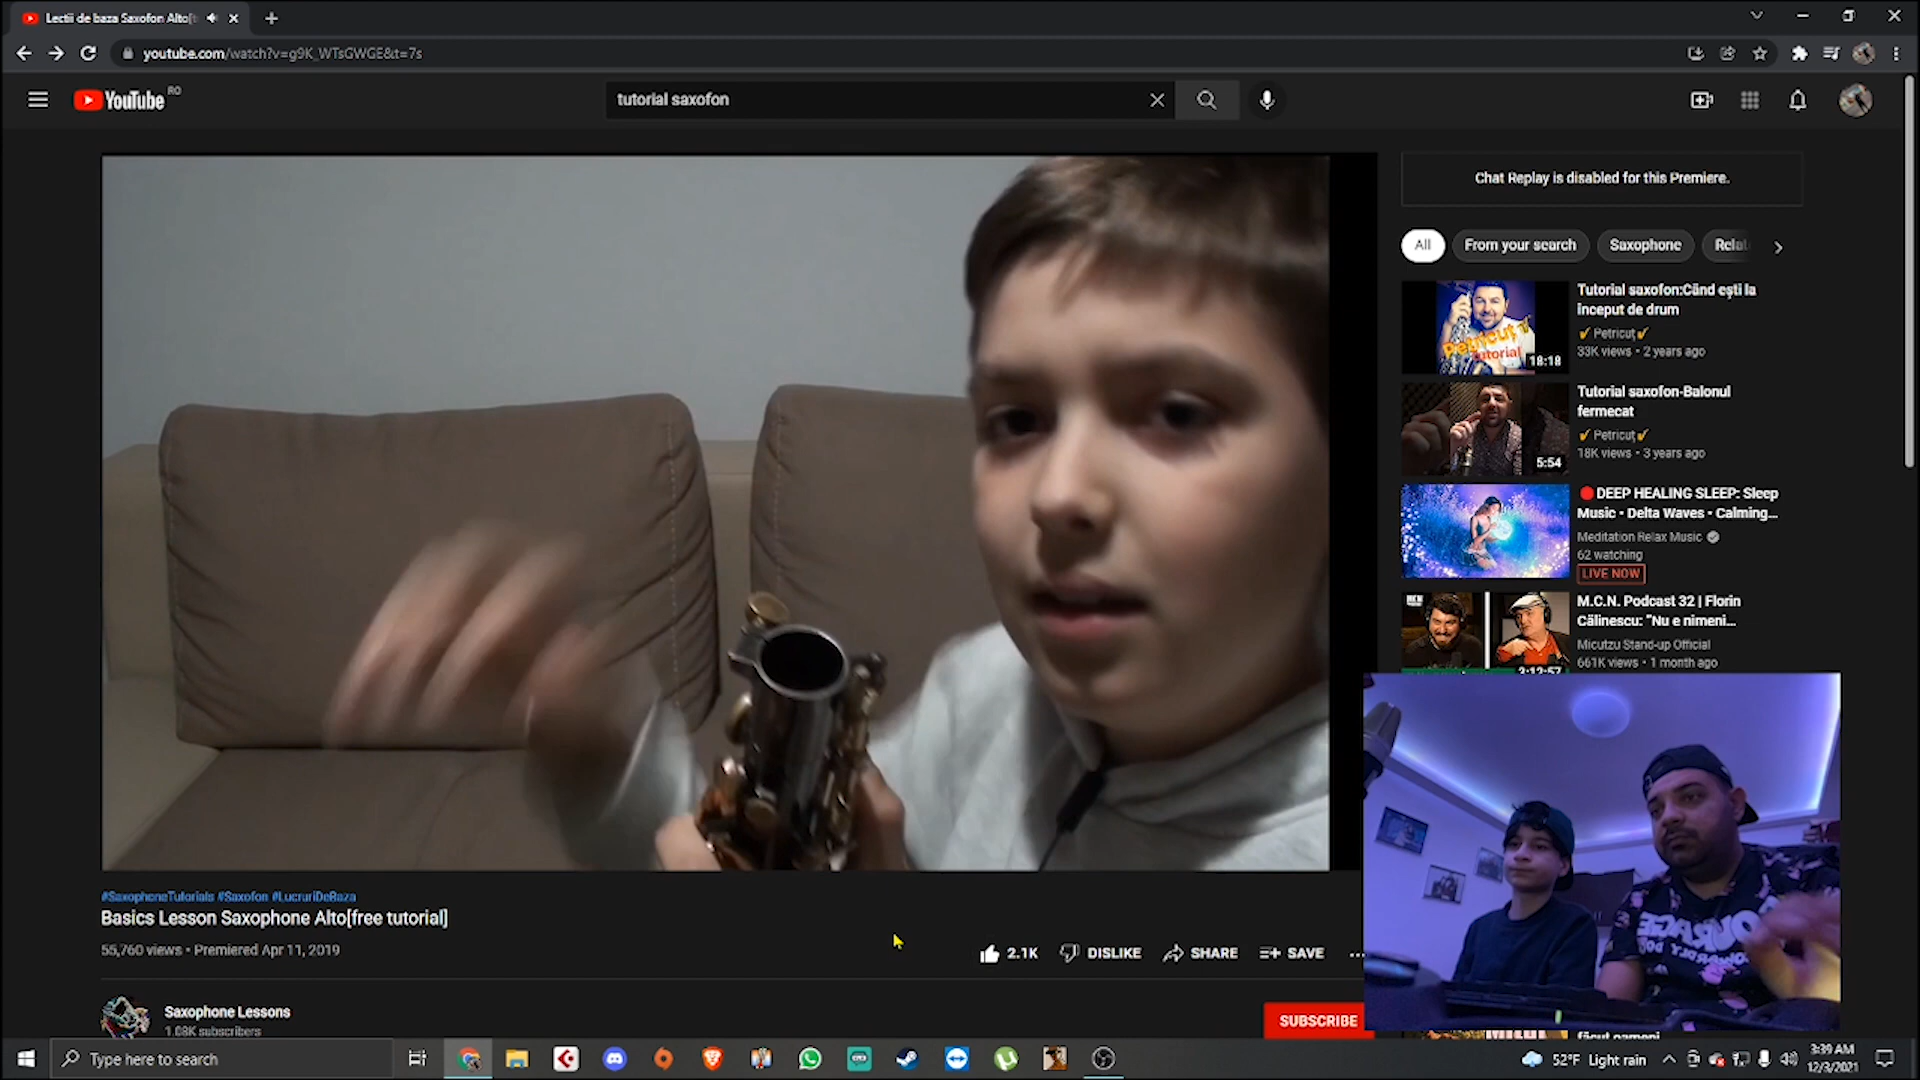 Lectii de baza Saxofon Alto[
youtube.com/watch?v=g9K_WTsGWGE&t=7s
YouTube RO
tutorial saxofon
Chat Replay is disabled for this Premiere.
All
From your search
Saxophone
Relat
Petricuț
tutorial
18:18
Tutorial saxofon:Când ești la
început de drum
Petricuț
33K views • 2 years ago
5:54
Tutorial saxofon-Balonul
fermecat
Petricuț
18K views • 3 years ago
DEEP HEALING SLEEP: Sleep
Music • Delta Waves • Calming...
Meditation Relax Music
62 watching
LIVE NOW
2:12:57
M.C.N. Podcast 32 | Florin
Călinescu: "Nu e nimeni...
Micutzu Stand-up Official
661K views • 1 month ago
#SaxophoneTutorials #Saxofon #LucruriDeBaza
Basics Lesson Saxophone Alto[free tutorial]
55,760 views • Premiered Apr 11, 2019
2.1K
DISLIKE
SHARE
SAVE
Saxophone Lessons
1.08K subscribers
SUBSCRIBE
Type here to search
52°F Light rain
3:39 AM
12/3/2021